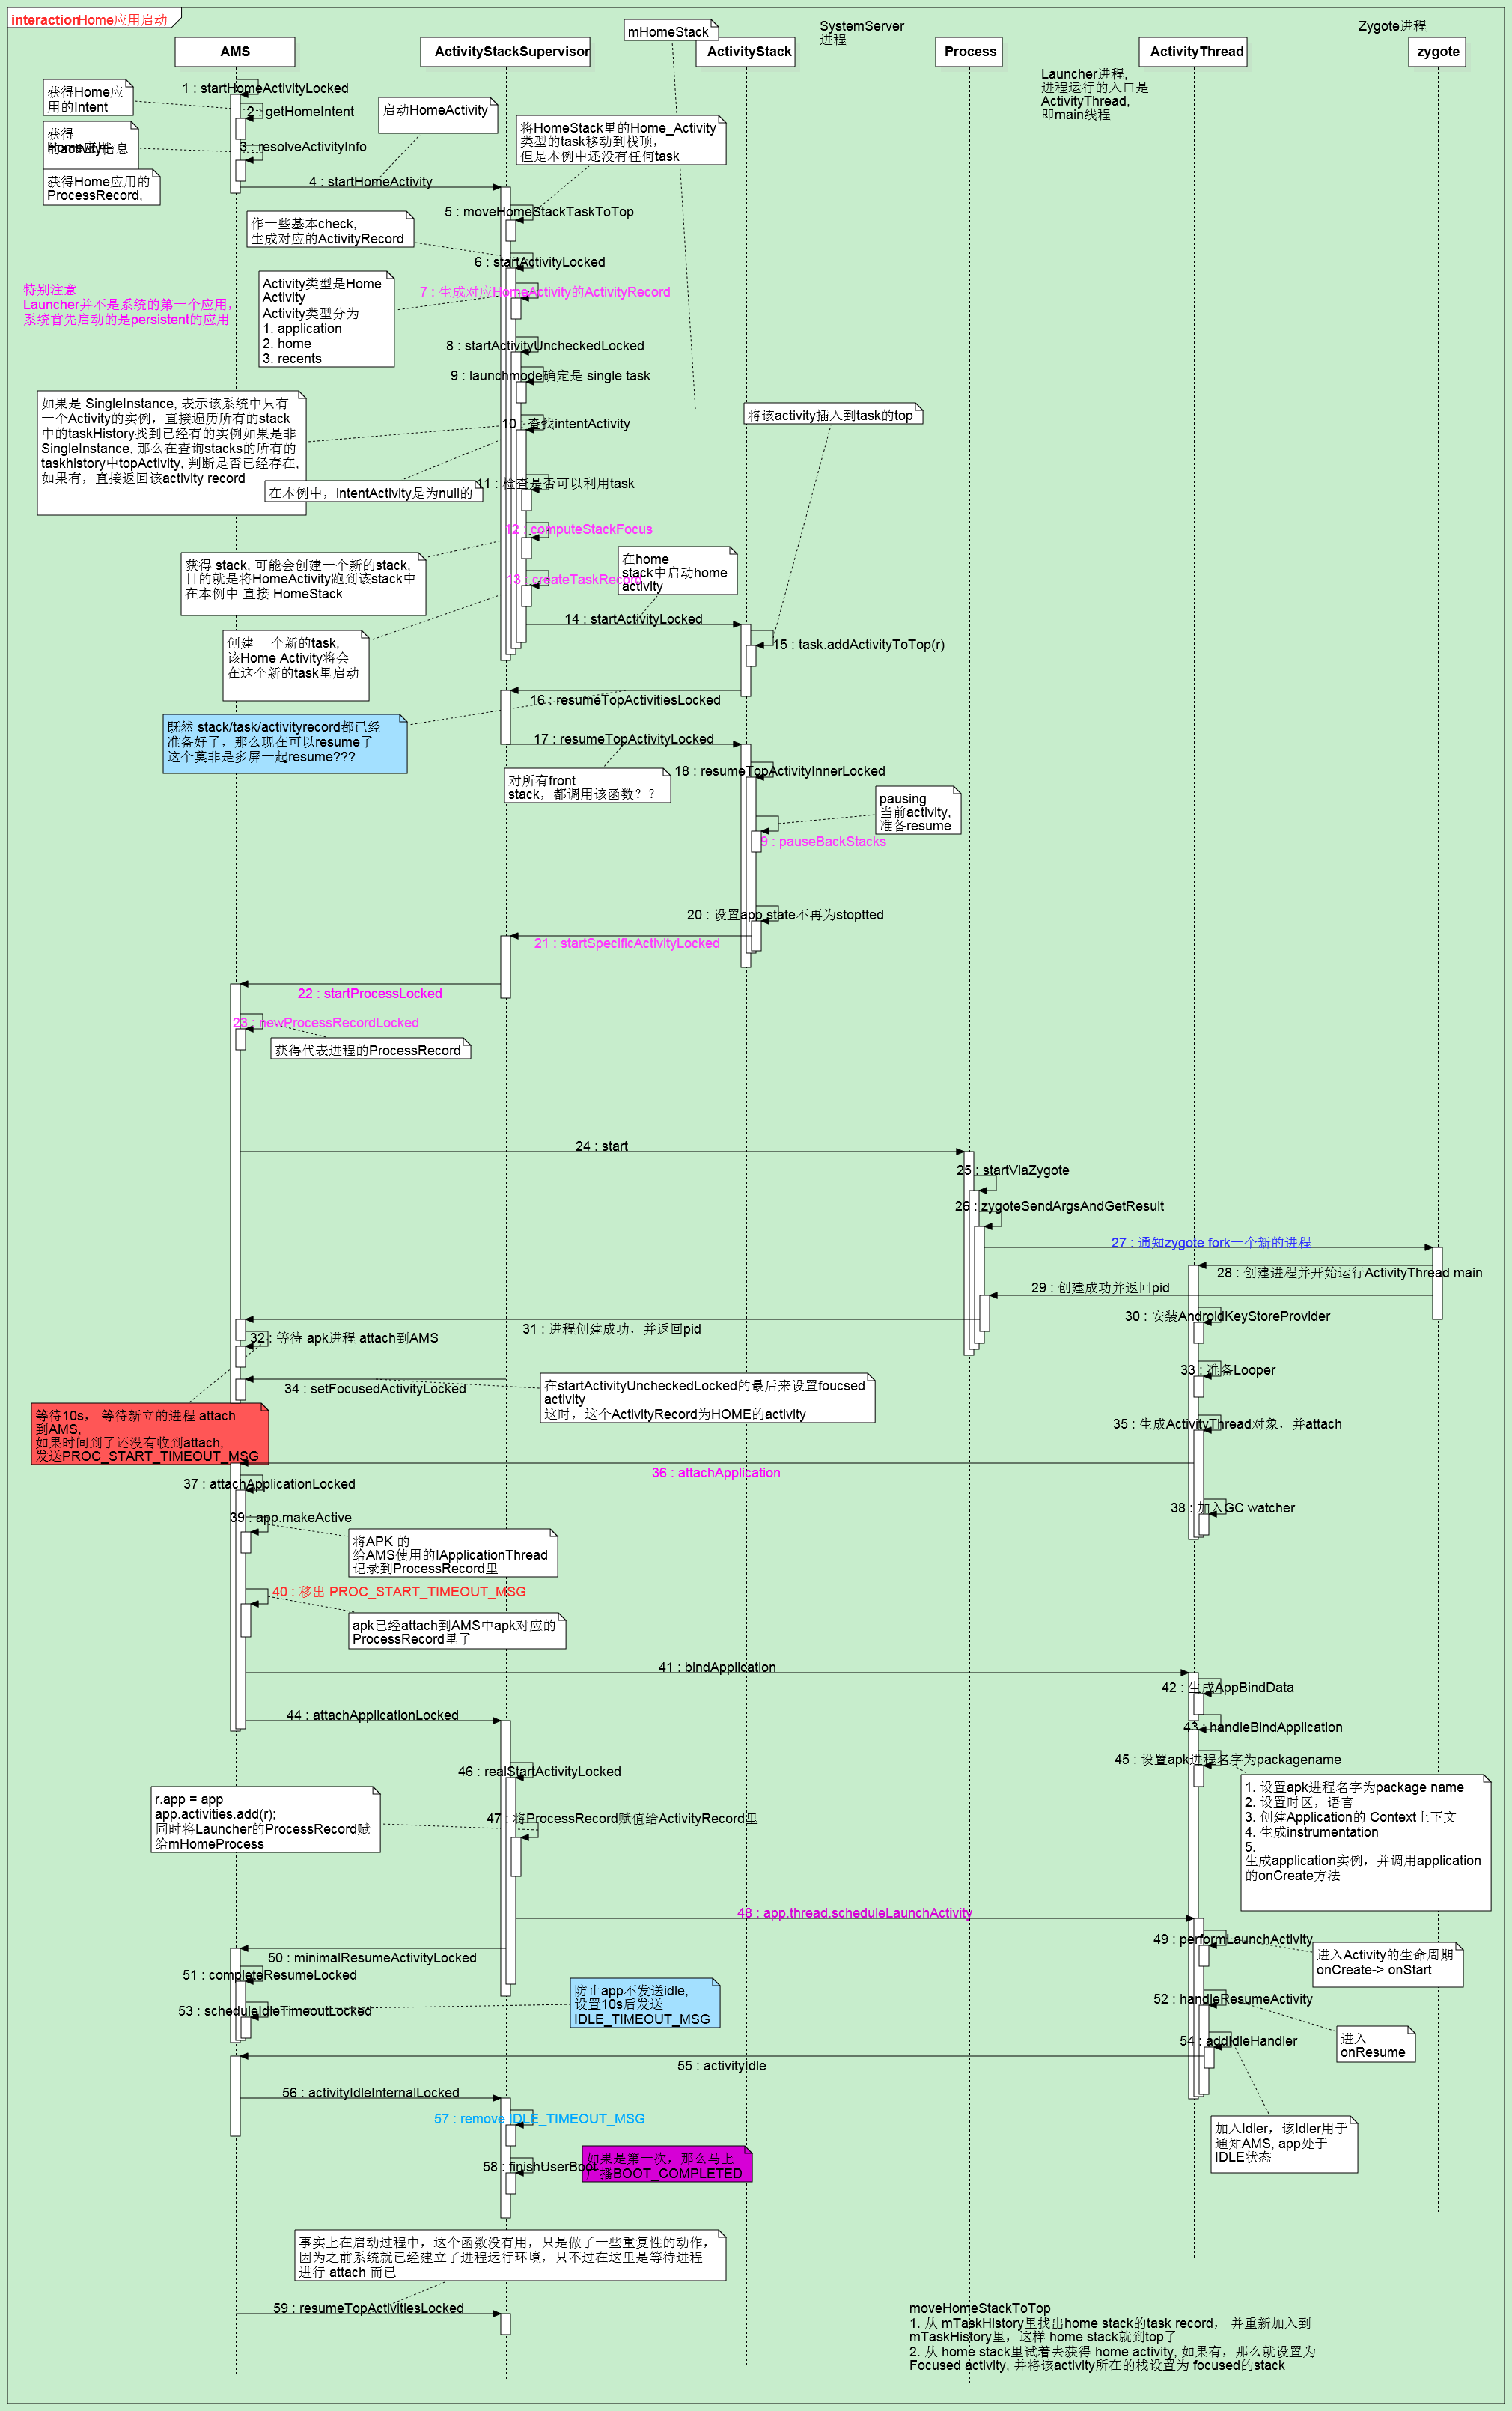 interaction Home应用启动
mHomeStack
SystemServer
进程
Zygote进程
AMS
ActivityStackSupervisor
ActivityStack
Process
ActivityThread
zygote
Launcher进程,
进程运行的入口是
ActivityThread,
即main线程
1 : startHomeActivityLocked
获得Home应
用的Intent
2 : getHomeIntent
启动HomeActivity
将HomeStack里的Home_Activity
类型的task移动到栈顶，
但是本例中还没有任何task
获得
Home应用
的activity信息
3 : resolveActivityInfo
获得Home应用的
ProcessRecord,
4 : startHomeActivity
5 : moveHomeStackTaskToTop
作一些基本check,
生成对应的ActivityRecord
6 : startActivityLocked
特别注意
Launcher并不是系统的第一个应用，
系统首先启动的是persistent的应用
Activity类型是Home
Activity
Activity类型分为
1. application
2. home
3. recents
7 : 生成对应HomeActivity的ActivityRecord
8 : startActivityUncheckedLocked
9 : launchmode确定是 single task
如果是 SingleInstance, 表示该系统中只有
一个Activity的实例，直接遍历所有的stack
中的taskHistory找到已经有的实例如果是非
SingleInstance, 那么在查询stacks的所有的
taskhistory中topActivity, 判断是否已经存在,
如果有，直接返回该activity record
将该activity插入到task的top
10 : 查找intentActivity
在本例中，intentActivity是为null的
11 : 检查是否可以利用task
12 : computeStackFocus
获得 stack, 可能会创建一个新的stack,
目的就是将HomeActivity跑到该stack中
在本例中 直接 HomeStack
在home
stack中启动home
activity
13 : createTaskRecord
14 : startActivityLocked
创建 一个新的task,
该Home Activity将会
在这个新的task里启动
15 : task.addActivityToTop(r)
16 : resumeTopActivitiesLocked
既然 stack/task/activityrecord都已经
准备好了，那么现在可以resume了
这个莫非是多屏一起resume???
17 : resumeTopActivityLocked
对所有front
stack，都调用该函数？？
18 : resumeTopActivityInnerLocked
pausing
当前activity,
准备resume
9 : pauseBackStacks
20 : 设置app state不再为stoptted
21 : startSpecificActivityLocked
22 : startProcessLocked
23 : newProcessRecordLocked
获得代表进程的ProcessRecord
24 : start
25 : startViaZygote
26 : zygoteSendArgsAndGetResult
27 : 通知zygote fork一个新的进程
28 : 创建进程并开始运行ActivityThread main
29 : 创建成功并返回pid
30 : 安装AndroidKeyStoreProvider
31 : 进程创建成功，并返回pid
32 : 等待 apk进程 attach到AMS
33 : 准备Looper
34 : setFocusedActivityLocked
在startActivityUncheckedLocked的最后来设置foucsed
activity
这时，这个ActivityRecord为HOME的activity
等待10s， 等待新立的进程 attach
到AMS,
如果时间到了还没有收到attach,
发送PROC_START_TIMEOUT_MSG
35 : 生成ActivityThread对象，并attach
36 : attachApplication
37 : attachApplicationLocked
38 : 加入GC watcher
39 : app.makeActive
将APK 的
给AMS使用的IApplicationThread
记录到ProcessRecord里
40 : 移出 PROC_START_TIMEOUT_MSG
apk已经attach到AMS中apk对应的
ProcessRecord里了
41 : bindApplication
42 : 生成AppBindData
43 : handleBindApplication
44 : attachApplicationLocked
45 : 设置apk进程名字为packagename
46 : realStartActivityLocked
1. 设置apk进程名字为package name
2. 设置时区，语言
3. 创建Application的 Context上下文
4. 生成instrumentation
5.
生成application实例，并调用application
的onCreate方法
r.app = app
app.activities.add(r);
同时将Launcher的ProcessRecord赋
给mHomeProcess
47 : 将ProcessRecord赋值给ActivityRecord里
48 : app.thread.scheduleLaunchActivity
49 : performLaunchActivity
进入Activity的生命周期
onCreate-> onStart
50 : minimalResumeActivityLocked
51 : completeResumeLocked
52 : handleResumeActivity
53 : scheduleIdleTimeoutLocked
防止app不发送idle,
设置10s后发送
IDLE_TIMEOUT_MSG
进入
onResume
54 : addIdleHandler
55 : activityIdle
56 : activityIdleInternalLocked
57 : remove IDLE_TIMEOUT_MSG
加入Idler，该Idler用于
通知AMS, app处于
IDLE状态
58 : finishUserBoot
如果是第一次，那么马上
广播BOOT_COMPLETED
事实上在启动过程中，这个函数没有用，只是做了一些重复性的动作，
因为之前系统就已经建立了进程运行环境，只不过在这里是等待进程
进行 attach 而已
59 : resumeTopActivitiesLocked
moveHomeStackToTop
1. 从 mTaskHistory里找出home stack的task record， 并重新加入到
mTaskHistory里，这样 home stack就到top了
2. 从 home stack里试着去获得 home activity, 如果有，那么就设置为
Focused activity, 并将该activity所在的栈设置为 focused的stack